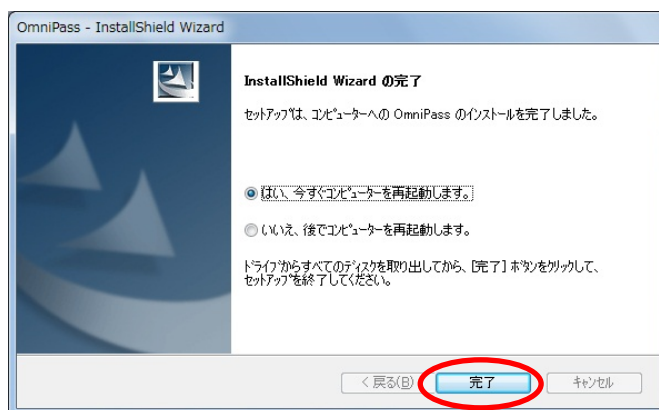 OmniPass - InstallShield Wizard
InstallShield Wizard の完了
セットアップは、コンピューターへの OmniPass のインストールを完了しました。
はい、今すぐコンピューターを再起動します。
いいえ、後でコンピューターを再起動します。
ドライブからすべてのディスクを取り出してから、[完了] ボタンをクリックして、
セットアップを終了してください。
< 戻る(B)
完了
キャンセル